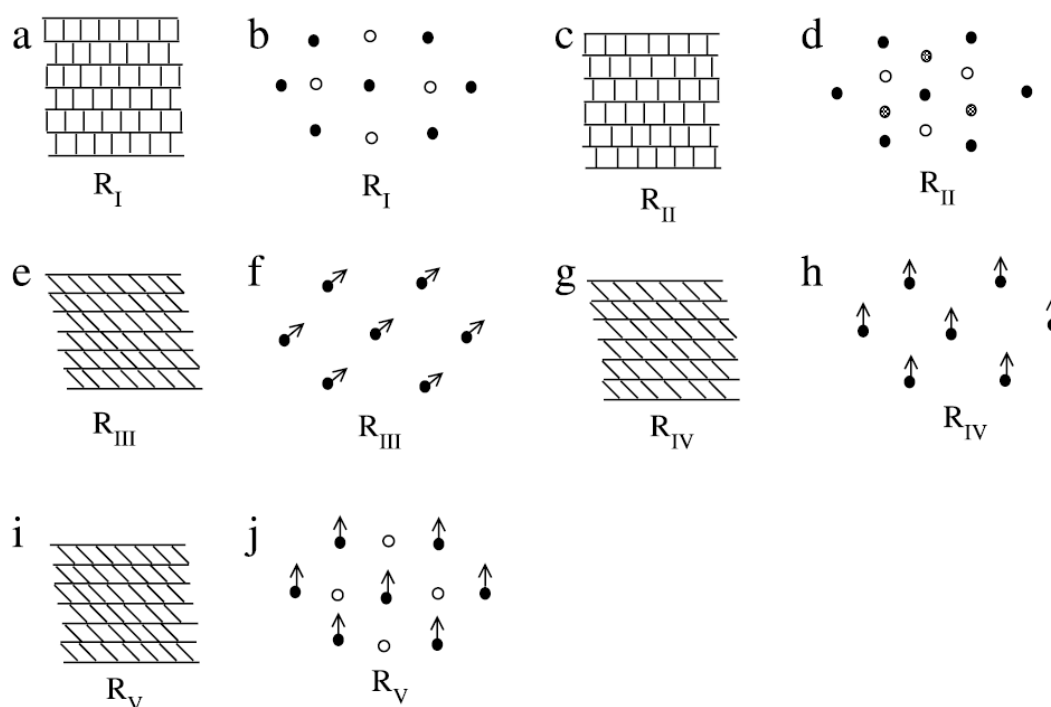 a b c d
R_I R_I R_II R_II
e f g h
R_III R_III R_IV R_IV
i j
R_V R_V